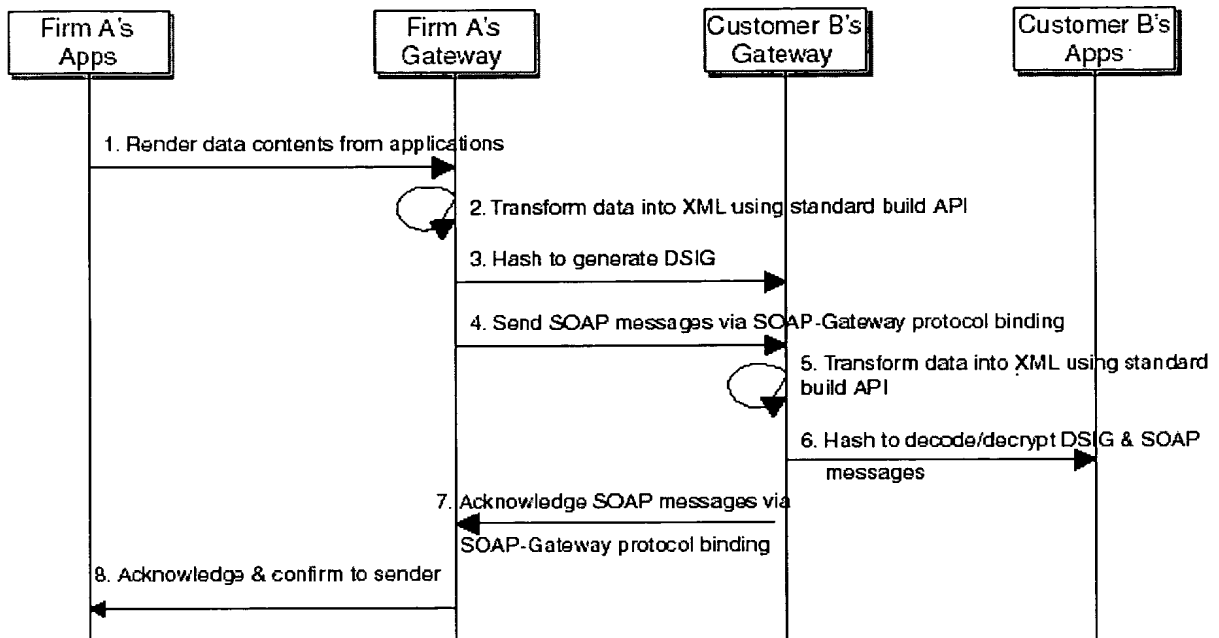 Firm A's
Apps
Firm A's
Gateway
Customer B's
Gateway
Customer B's
Apps
1. Render data contents from applications
2. Transform data into XML using standard build API
3. Hash to generate DSIG
4. Send SOAP messages via SOAP-Gateway protocol binding
5. Transform data into XML using standard
build API
6. Hash to decode/decrypt DSIG & SOAP
messages
7. Acknowledge SOAP messages via
SOAP-Gateway protocol binding
8. Acknowledge & confirm to sender